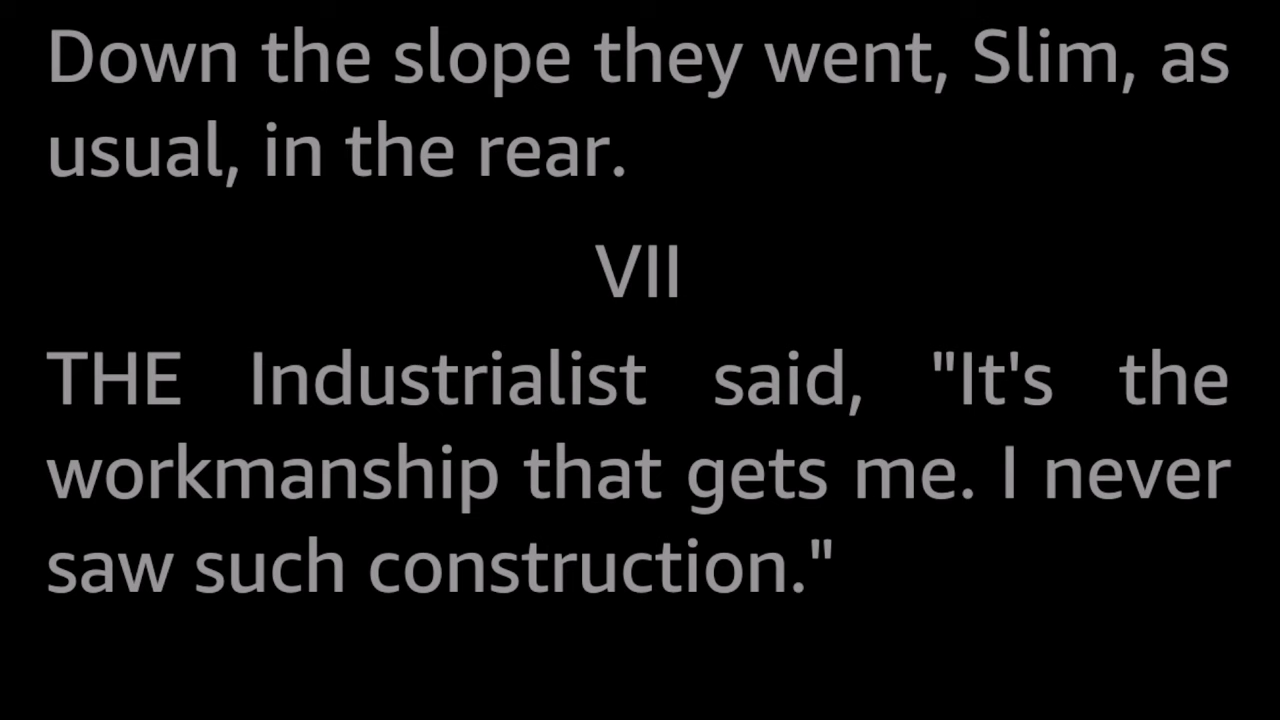 Down the slope they went, Slim, as
usual, in the rear.
VII
THE Industrialist said, "It's the
workmanship that gets me. I never
saw such construction."